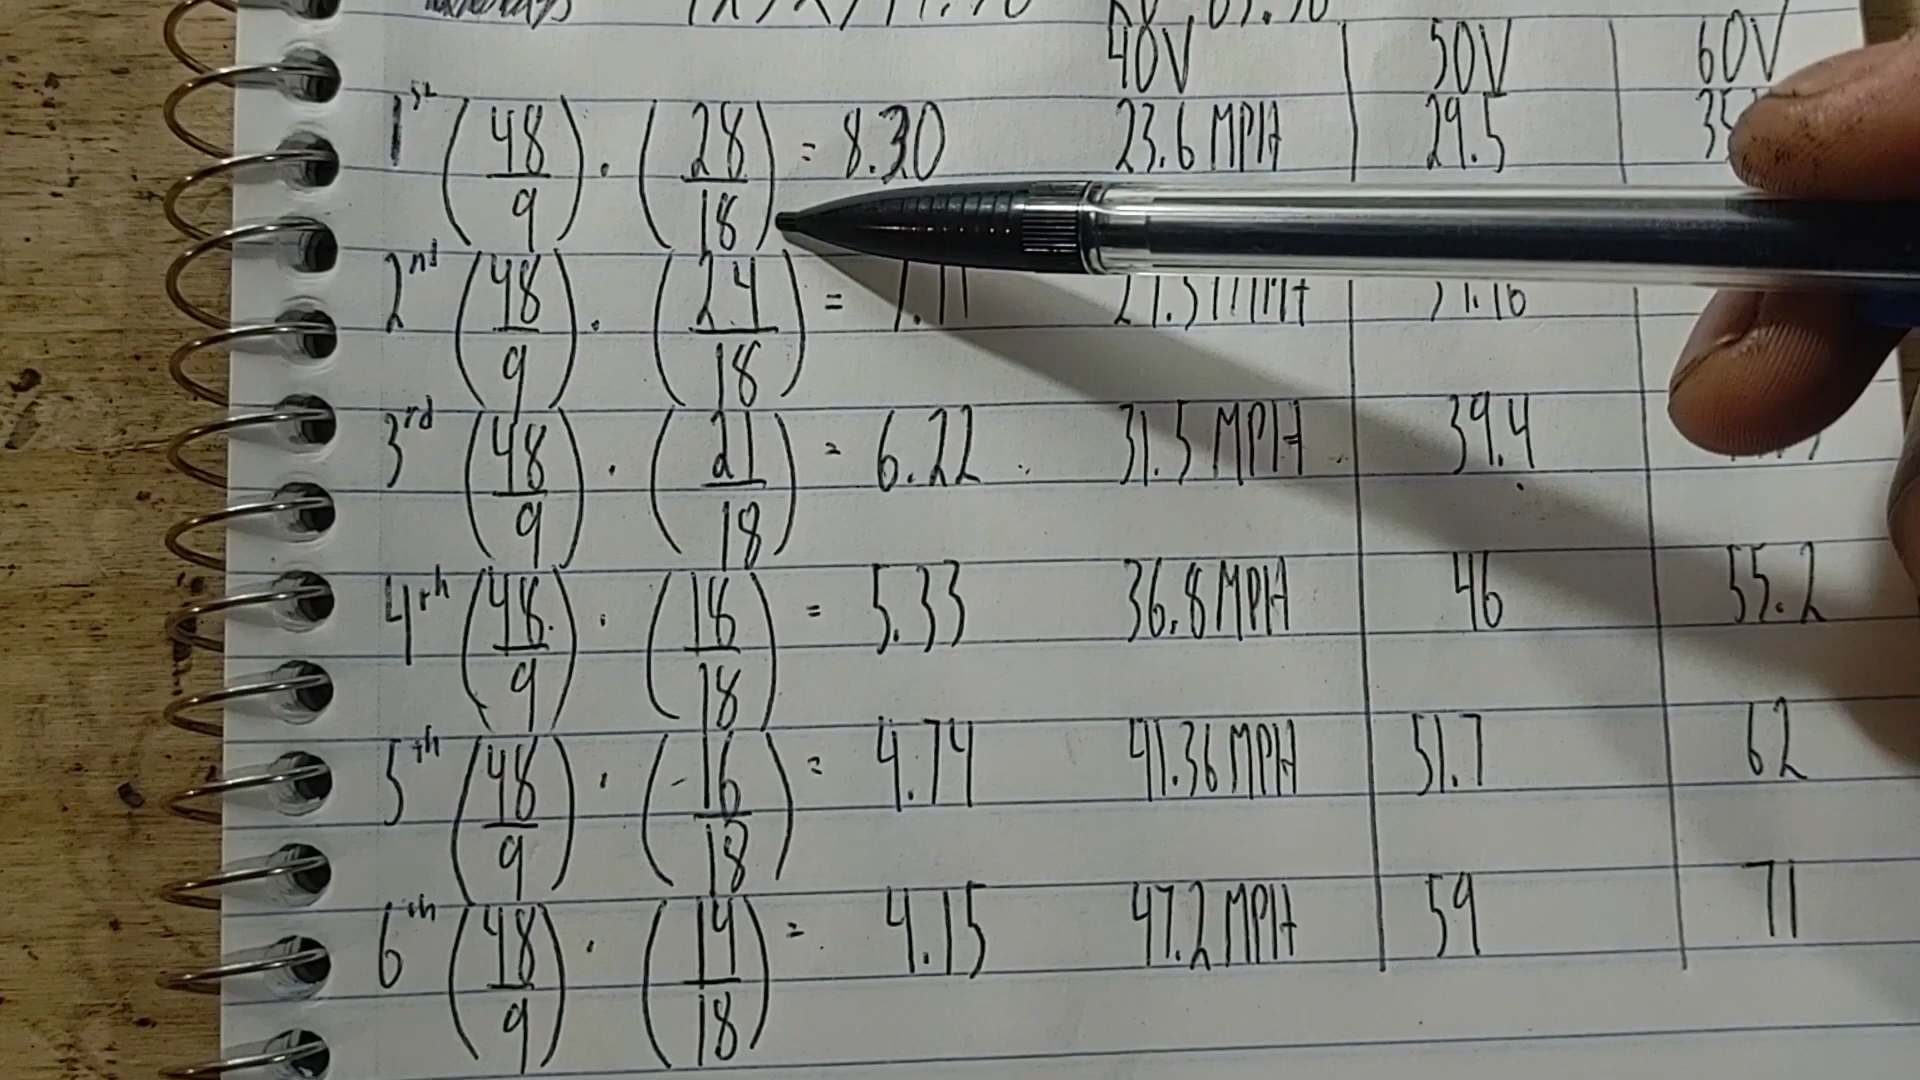 40V 50V 60V
1st (48/9) · (28/18) = 8.30 23.6 MPH 29.5
2nd (48/9) · (24/18) = 7.11
3rd (48/9) · (21/18) = 6.22 31.5 MPH 39.4
4th (48/9) · (18/18) = 5.33 36.8 MPH 46 55.2
5th (48/9) · (16/18) = 4.74 41.36 MPH 51.7 62
6th (48/9) · (14/18) = 4.15 47.2 MPH 59 71